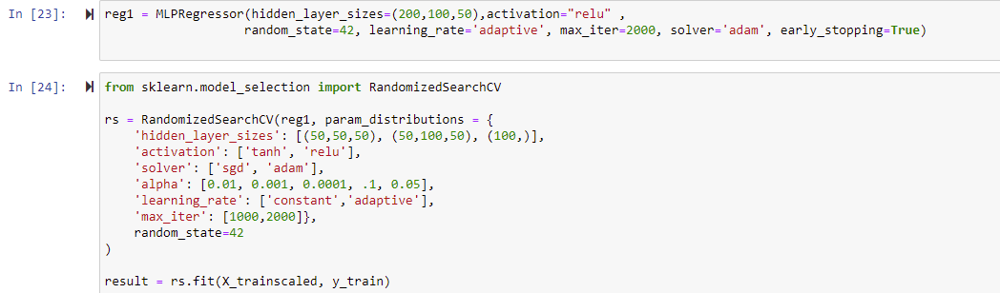 In [23]: reg1 = MLPRegressor(hidden_layer_sizes=(200,100,50),activation="relu" ,
random_state=42, learning_rate='adaptive', max_iter=2000, solver='adam', early_stopping=True)
In [24]: from sklearn.model_selection import RandomizedSearchCV
rs = RandomizedSearchCV(reg1, param_distributions = {
'hidden_layer_sizes': [(50,50,50), (50,100,50), (100,)],
'activation': ['tanh', 'relu'],
'solver': ['sgd', 'adam'],
'alpha': [0.01, 0.001, 0.0001, .1, 0.05],
'learning_rate': ['constant','adaptive'],
'max_iter': [1000,2000]},
random_state=42
)
result = rs.fit(X_trainscaled, y_train)